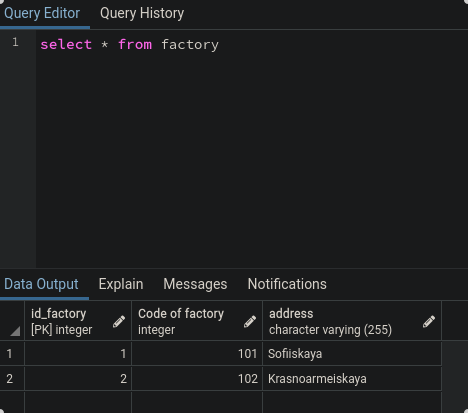 Query Editor Query History
1 select * from factory
Data Output Explain Messages Notifications
id_factory Code of factory address
[PK] integer integer character varying (255)
1 1 101 Sofiiskaya
2 2 102 Krasnoarmeiskaya